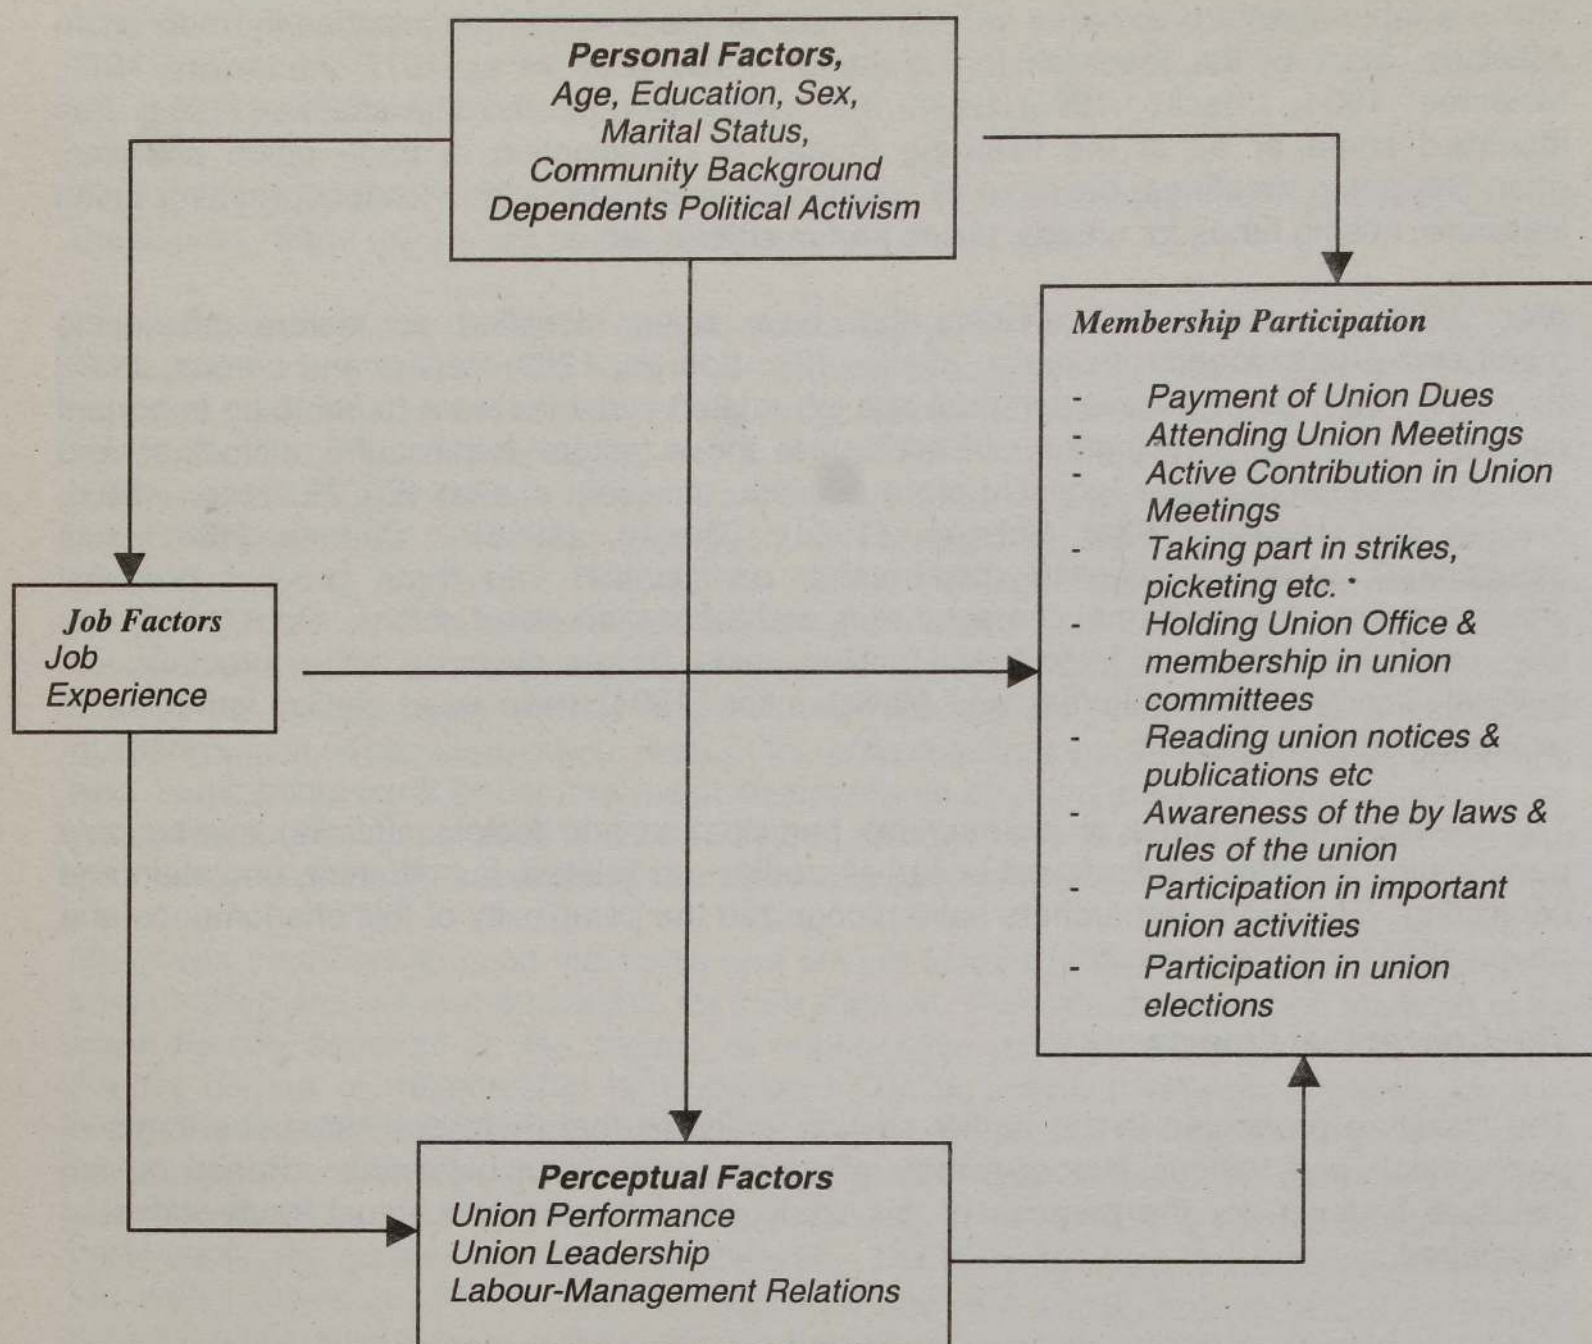 Personal Factors,
Age, Education, Sex,
Marital Status,
Community Background
Dependents Political Activism
Membership Participation
- Payment of Union Dues
- Attending Union Meetings
- Active Contribution in Union
Meetings
- Taking part in strikes,
picketing etc.
- Holding Union Office &
membership in union
committees
- Reading union notices &
publications etc
- Awareness of the by laws &
rules of the union
- Participation in important
union activities
- Participation in union
elections
Job Factors
Job
Experience
Perceptual Factors
Union Performance
Union Leadership
Labour-Management Relations